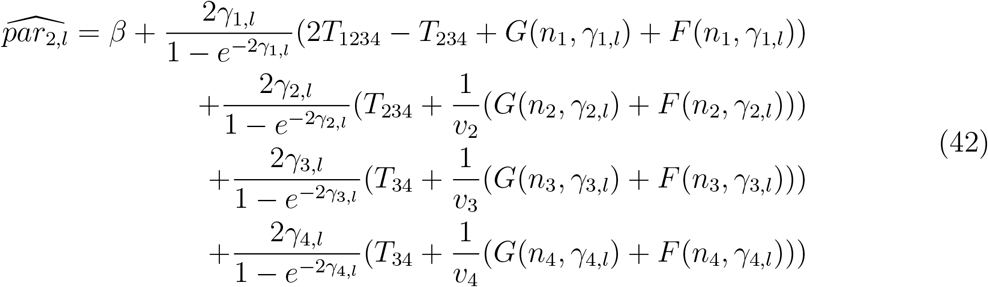 \widehat{par_{2,l}} = \beta + \frac{2\gamma_{1,l}}{1 - e^{-2\gamma_{1,l}}}(2T_{1234} - T_{234} + G(n_1, \gamma_{1,l}) + F(n_1, \gamma_{1,l}))
+\frac{2\gamma_{2,l}}{1 - e^{-2\gamma_{2,l}}}(T_{234} + \frac{1}{v_2}(G(n_2, \gamma_{2,l}) + F(n_2, \gamma_{2,l})))
+\frac{2\gamma_{3,l}}{1 - e^{-2\gamma_{3,l}}}(T_{34} + \frac{1}{v_3}(G(n_3, \gamma_{3,l}) + F(n_3, \gamma_{3,l}))) (42)
+\frac{2\gamma_{4,l}}{1 - e^{-2\gamma_{4,l}}}(T_{34} + \frac{1}{v_4}(G(n_4, \gamma_{4,l}) + F(n_4, \gamma_{4,l})))